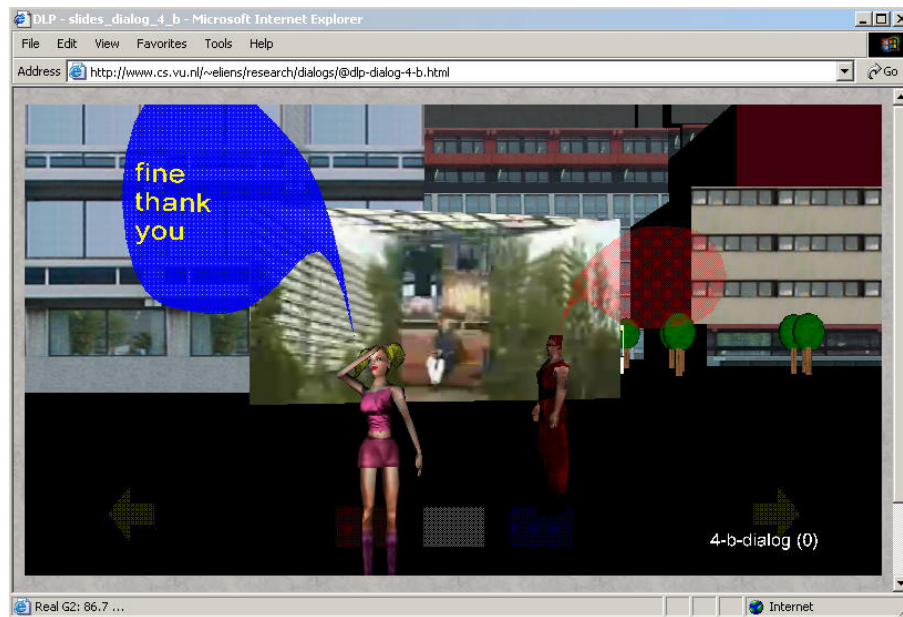 DLP - slides_dialog_4_b - Microsoft Internet Explorer
File Edit View Favorites Tools Help
Address http://www.cs.vu.nl/~eliens/research/dialogs/@dlp-dialog-4-b.html Go
fine
thank
you
4-b-dialog (0)
Real G2: 86.7 ... Internet